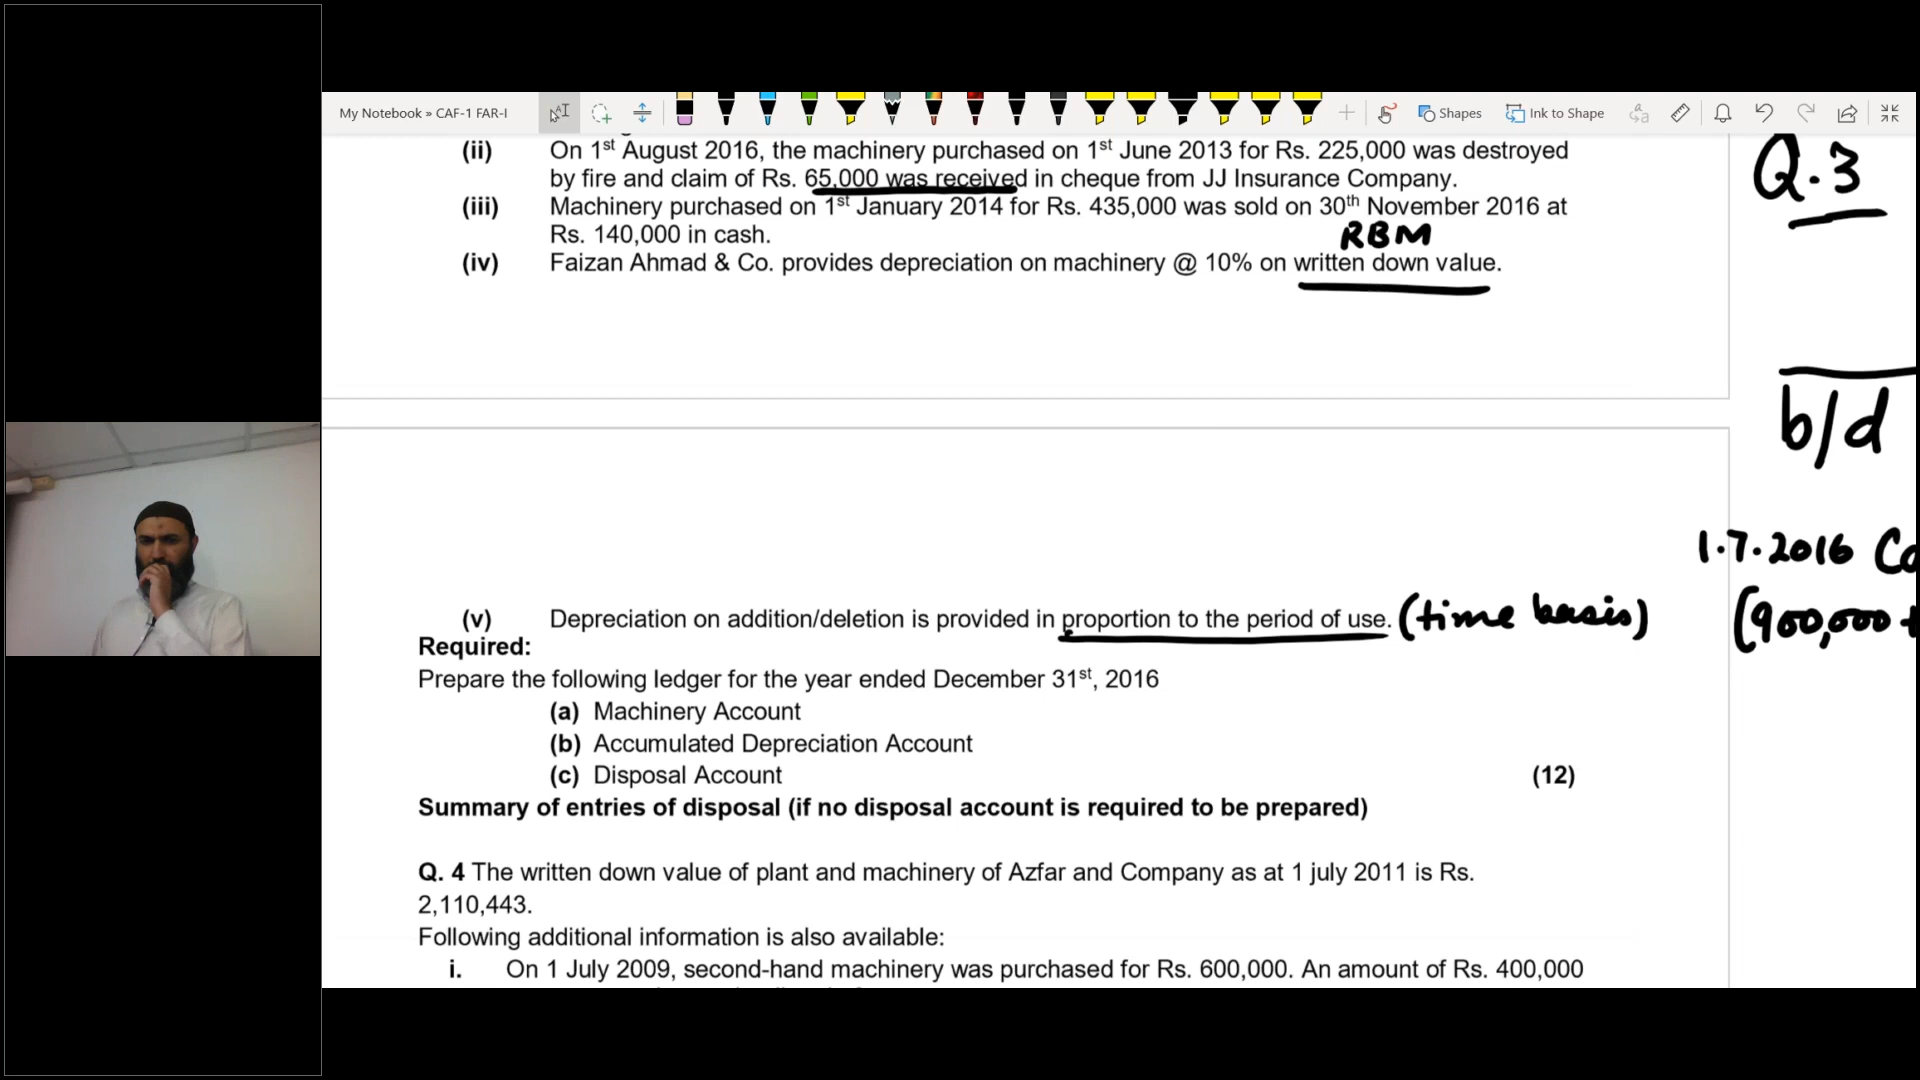 My Notebook » CAF-1 FAR-I
Shapes
Ink to Shape
(ii) On 1st August 2016, the machinery purchased on 1st June 2013 for Rs. 225,000 was destroyed
by fire and claim of Rs. 65,000 was received in cheque from JJ Insurance Company.
(iii) Machinery purchased on 1st January 2014 for Rs. 435,000 was sold on 30th November 2016 at
Rs. 140,000 in cash.
RBM
(iv) Faizan Ahmad & Co. provides depreciation on machinery @ 10% on written down value.
Q.3
b/d
1.7.2016 Co
(v) Depreciation on addition/deletion is provided in proportion to the period of use. (time basis)
(900,000 +
Required:
Prepare the following ledger for the year ended December 31st, 2016
(a) Machinery Account
(b) Accumulated Depreciation Account
(c) Disposal Account (12)
Summary of entries of disposal (if no disposal account is required to be prepared)
Q. 4 The written down value of plant and machinery of Azfar and Company as at 1 july 2011 is Rs.
2,110,443.
Following additional information is also available:
i. On 1 July 2009, second-hand machinery was purchased for Rs. 600,000. An amount of Rs. 400,000